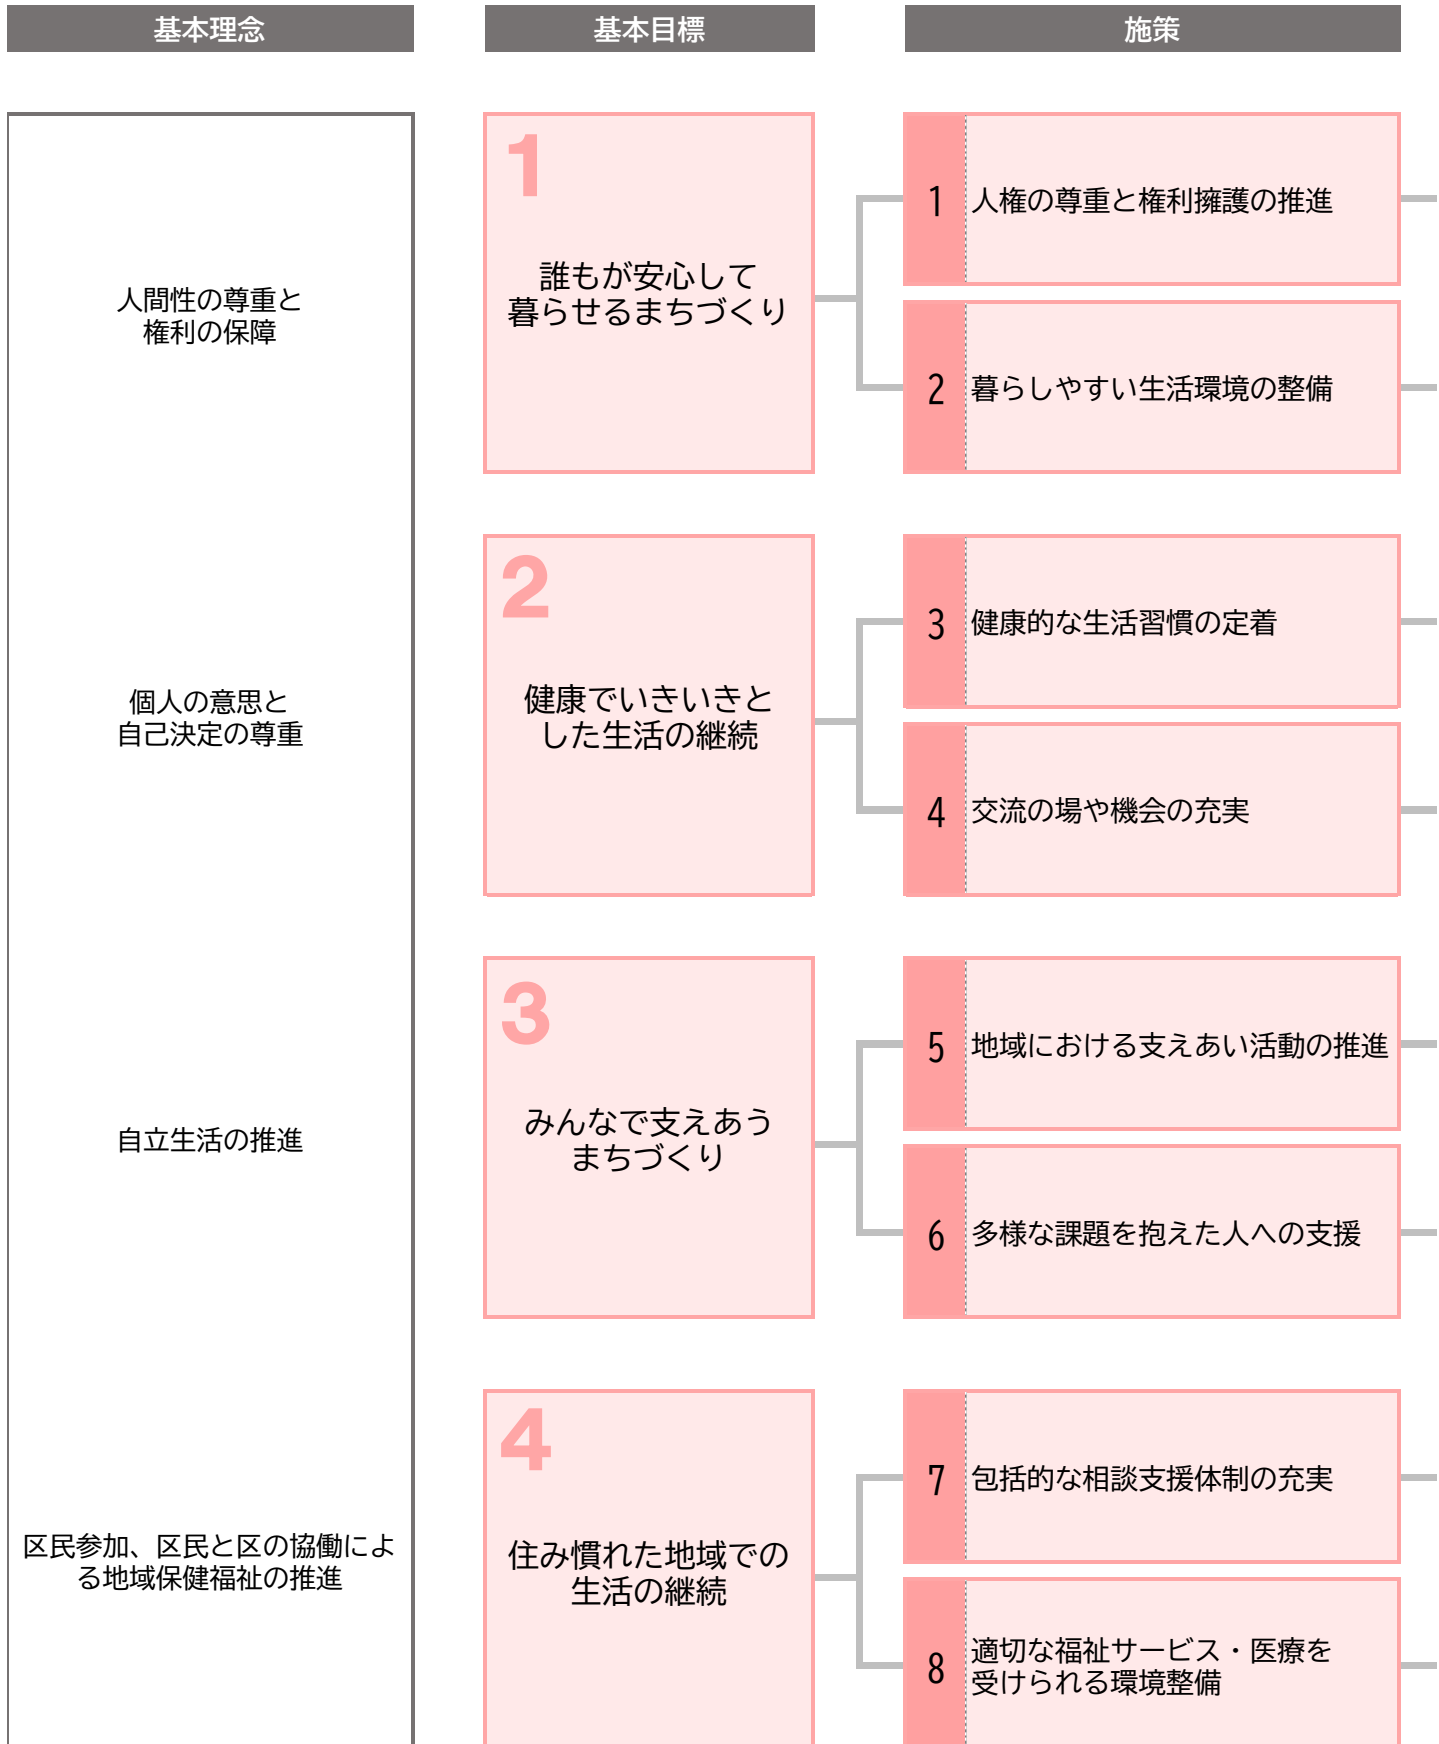 基本理念
基本目標
施策
人間性の尊重と
権利の保障
個人の意思と
自己決定の尊重
自立生活の推進
区民参加、区民と区の協働によ
る地域保健福祉の推進
1
誰もが安心して
暮らせるまちづくり
1
人権の尊重と権利擁護の推進
2
暮らしやすい生活環境の整備
2
健康でいきいきと
した生活の継続
3
健康的な生活習慣の定着
4
交流の場や機会の充実
3
みんなで支えあう
まちづくり
5
地域における支えあい活動の推進
6
多様な課題を抱えた人への支援
4
住み慣れた地域での
生活の継続
7
包括的な相談支援体制の充実
8
適切な福祉サービス・医療を
受けられる環境整備